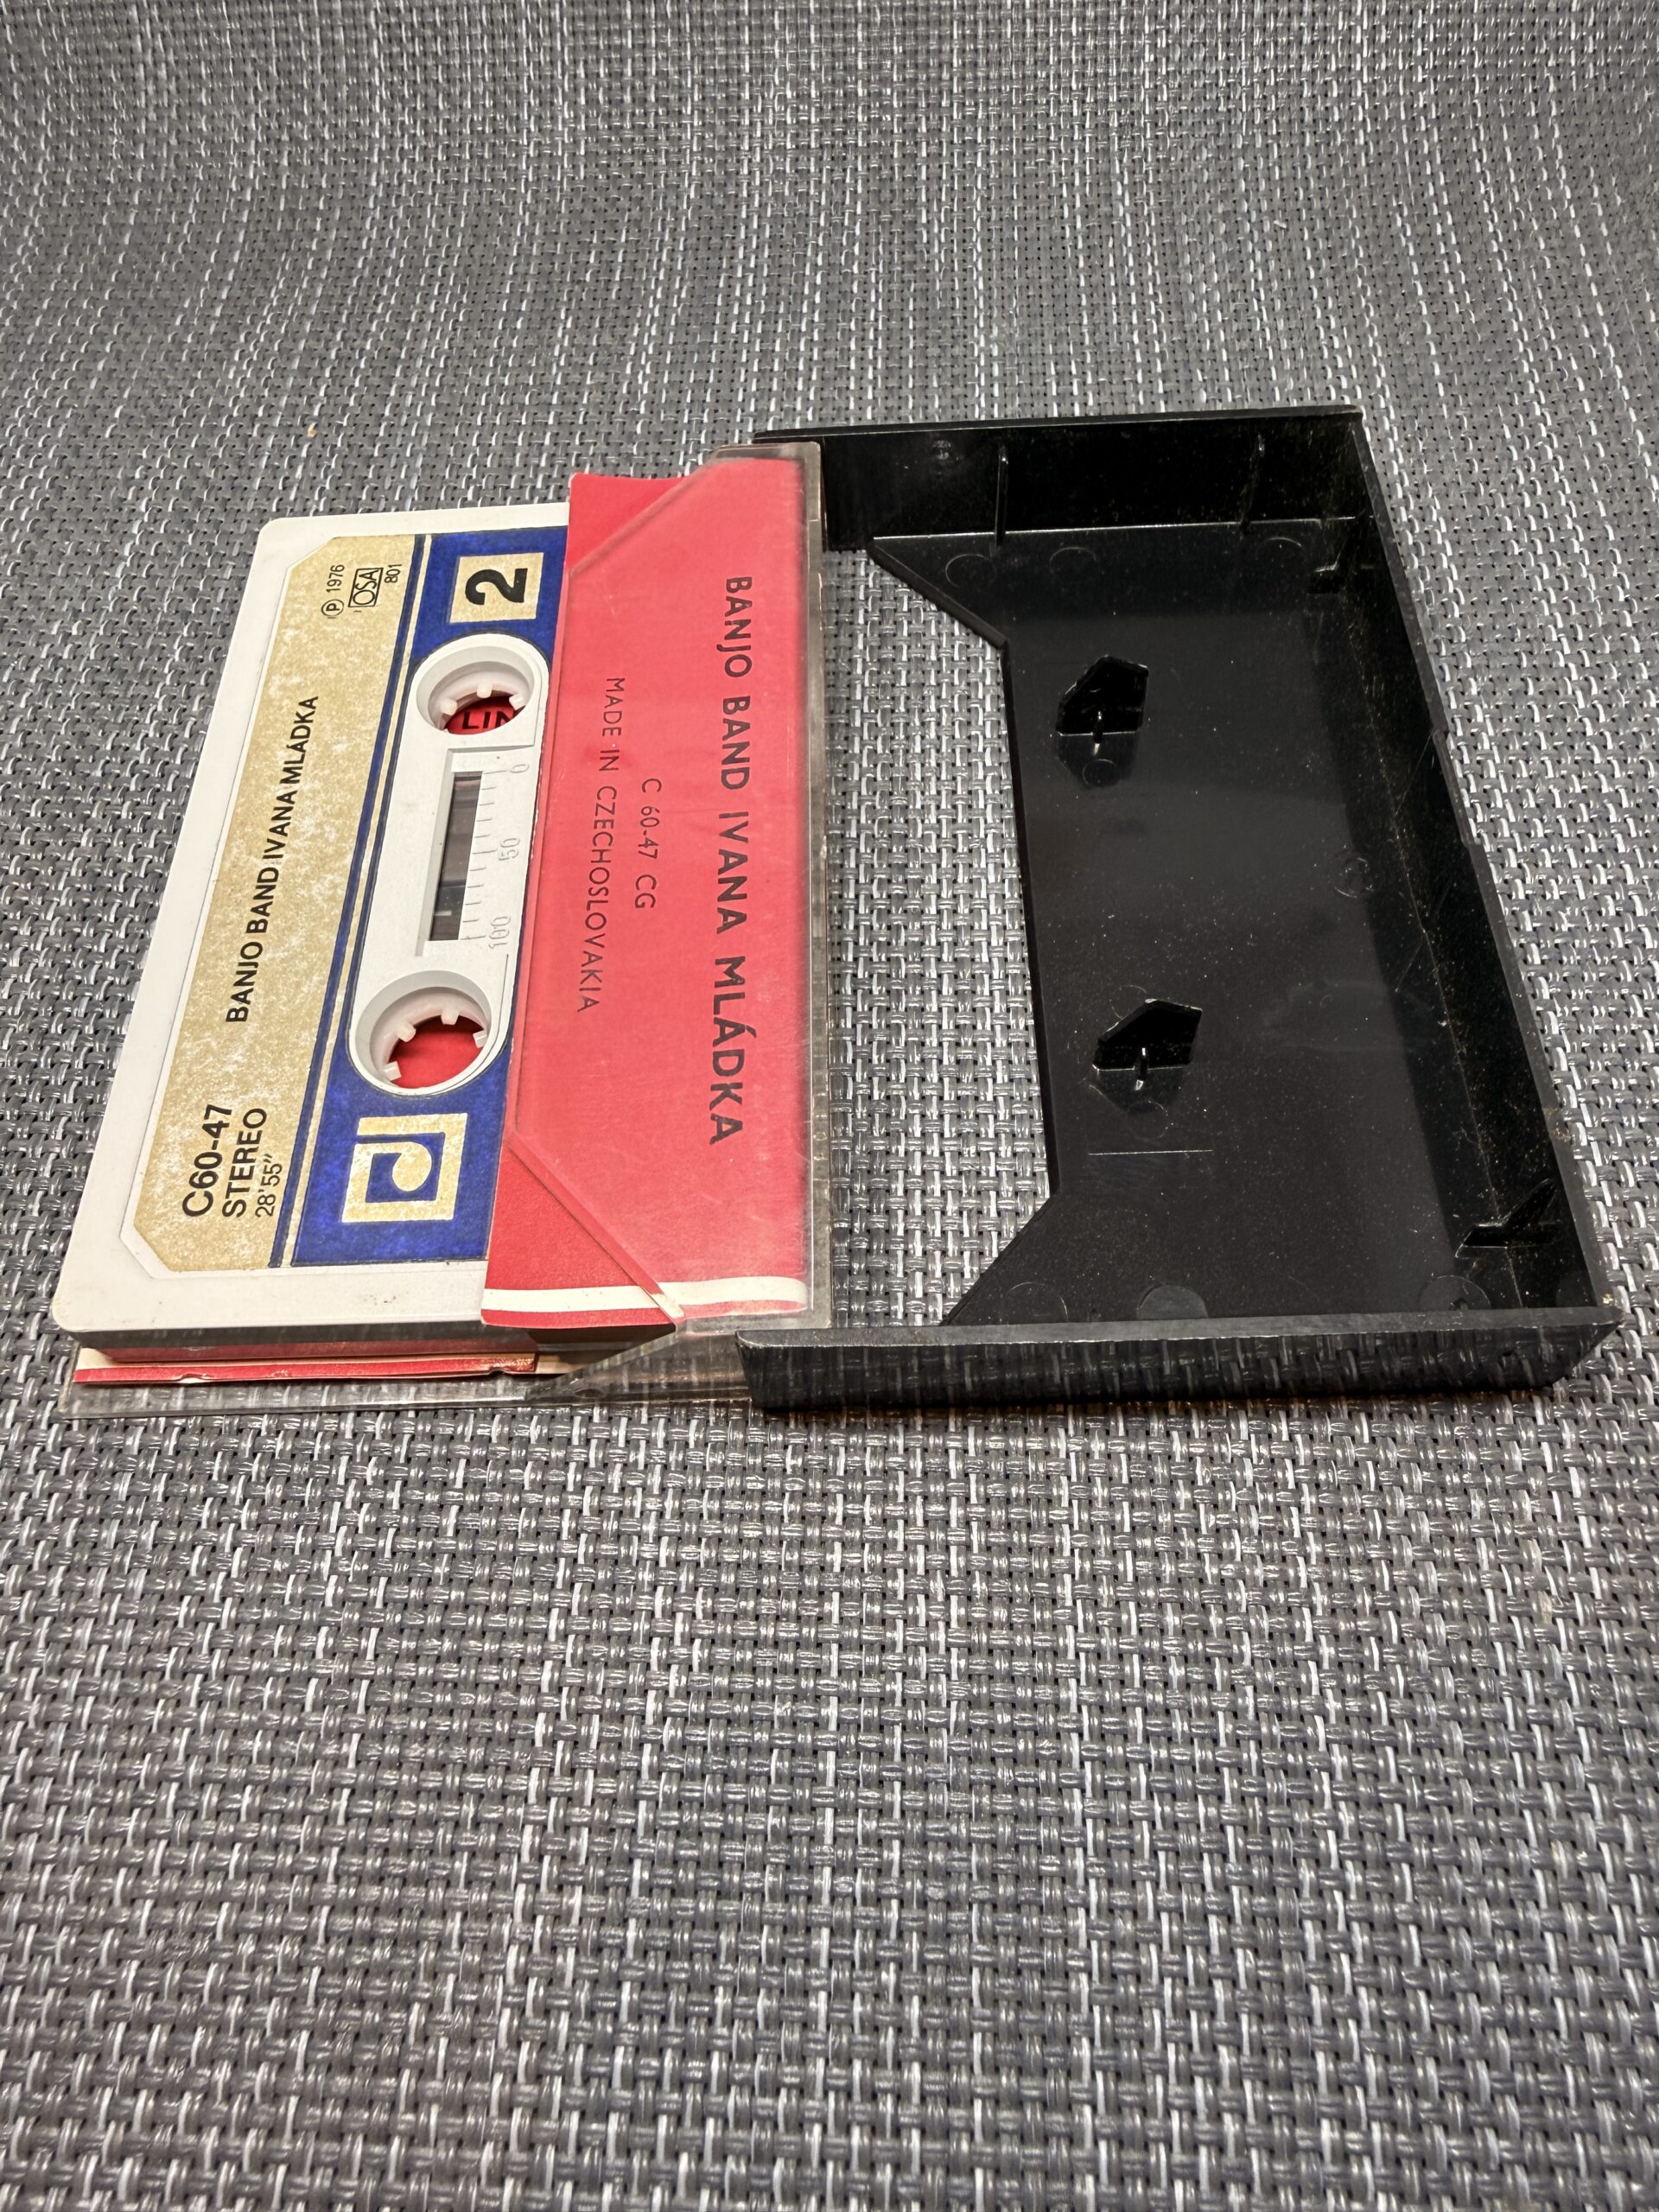 ℗ 1976
OSA
801
BANJO BAND IVANA MLÁDKA
C60-47
STEREO
28'55"
2
LIN
0 50 100
BANJO BAND IVANA MLÁDKA
C 60-47 CG
MADE IN CZECHOSLOVAKIA